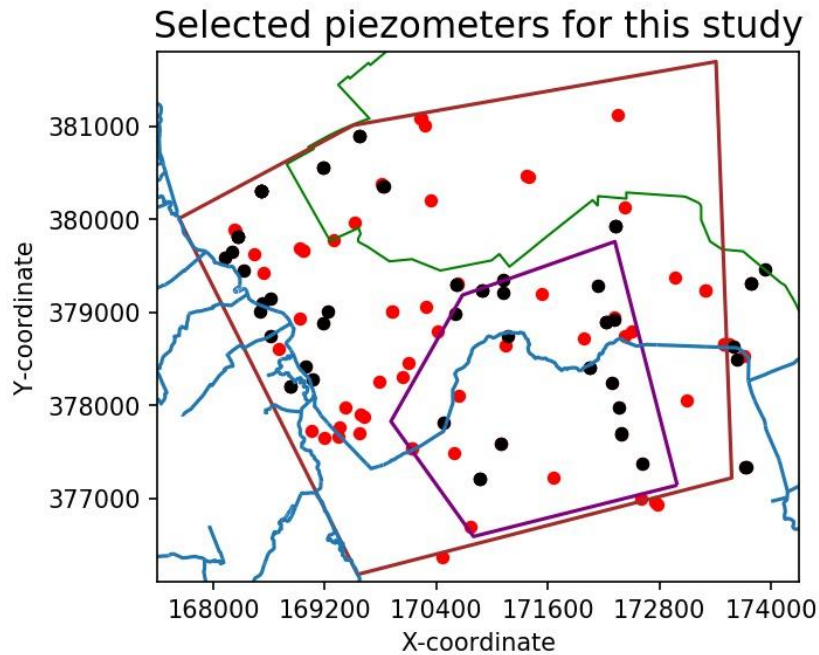 Selected piezometers for this study
381000
380000
379000
378000
377000
Y-coordinate
168000 169200 170400 171600 172800 174000
X-coordinate